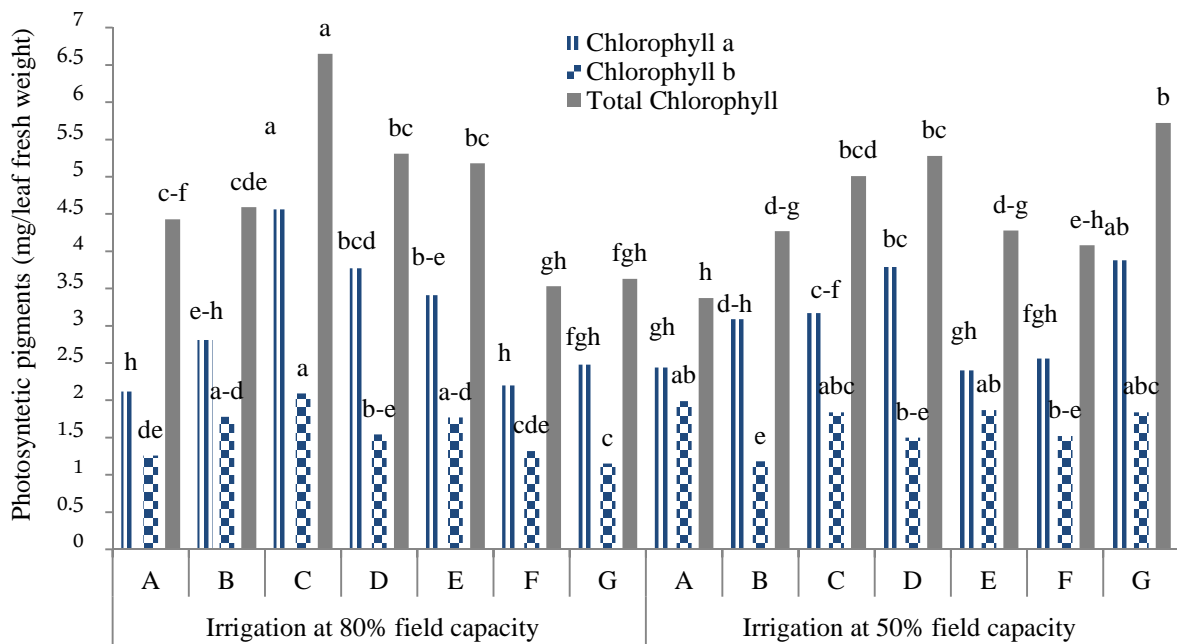 Photosyntetic pigments (mg/leaf fresh weight)
7
6.5
6
5.5
5
4.5
4
3.5
3
2.5
2
1.5
1
0.5
0
Chlorophyll a
Chlorophyll b
Total Chlorophyll
h de c-f
e-h a-d cde
a a a
bcd b-e bc
b-e a-d bc
h cde gh
fgh c fgh
gh ab h
d-h e d-g
c-f abc bcd
bc b-e bc
gh ab d-g
fgh b-e e-h
ab abc b
A B C D E F G A B C D E F G
Irrigation at 80% field capacity Irrigation at 50% field capacity